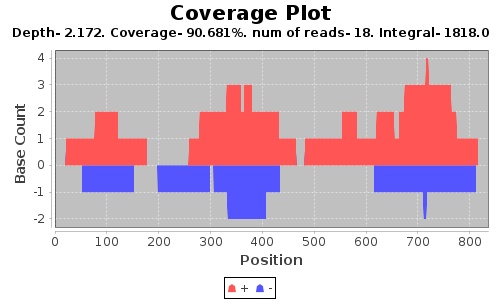 Coverage Plot
Depth- 2.172. Coverage- 90.681%. num of reads- 18. Integral- 1818.0
Base Count
4
3
2
1
0
-1
-2
0 100 200 300 400 500 600 700 800
Position
+ -